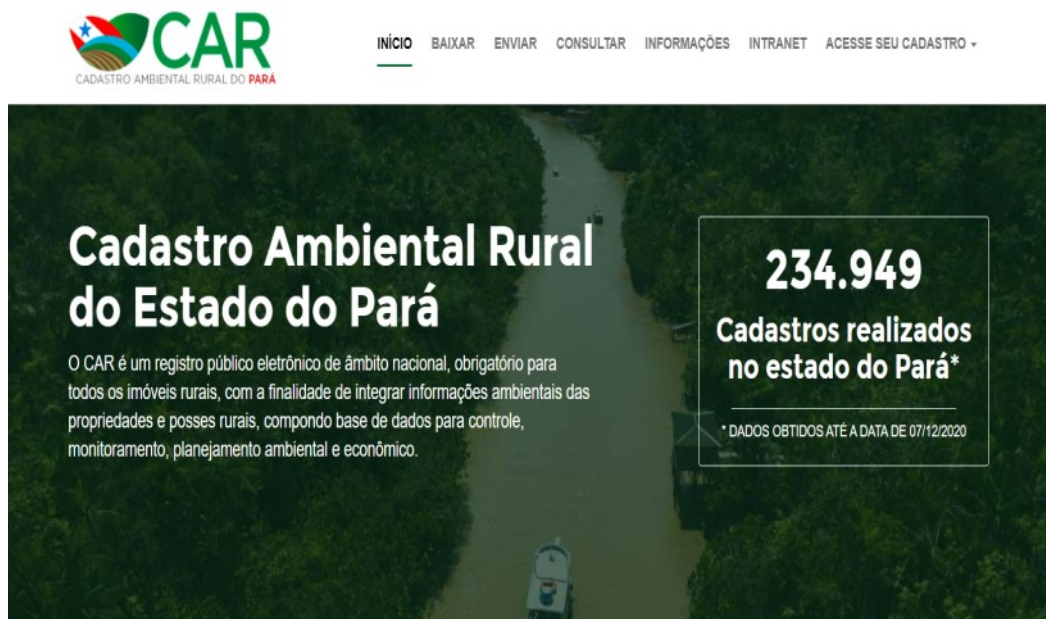 CAR
CADASTRO AMBIENTAL RURAL DO PARÁ
INÍCIO BAIXAR ENVIAR CONSULTAR INFORMAÇÕES INTRANET ACESSE SEU CADASTRO
Cadastro Ambiental Rural
do Estado do Pará
O CAR é um registro público eletrônico de âmbito nacional, obrigatório para
todos os imóveis rurais, com a finalidade de integrar informações ambientais das
propriedades e posses rurais, compondo base de dados para controle,
monitoramento, planejamento ambiental e econômico.
234.949
Cadastros realizados
no estado do Pará*
* DADOS OBTIDOS ATÉ A DATA DE 07/12/2020